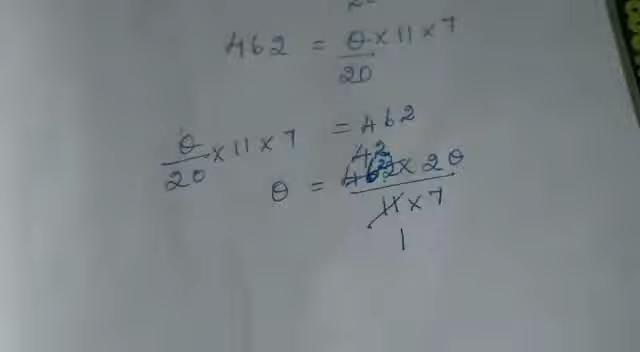 462 = θ/20 × 11 × 7
θ/20 × 11 × 7 = 462
42
θ = 462 × 20 / 11 × 7
1